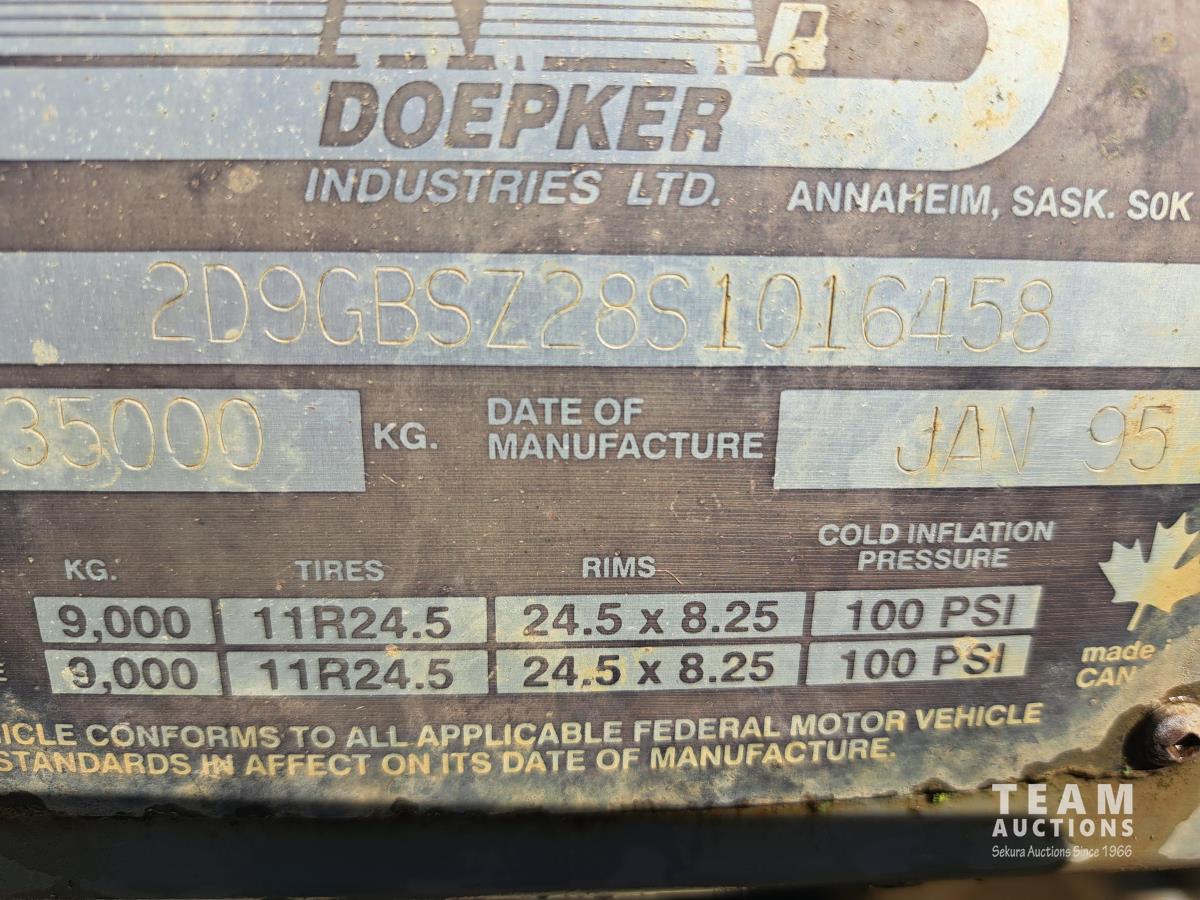 DOEPKER
INDUSTRIES LTD.
ANNAHEIM, SASK. S0K
2D9GBSZ28S1016458
35000 KG. DATE OF MANUFACTURE JAN 95
KG. TIRES RIMS COLD INFLATION PRESSURE
9,000 11R24.5 24.5 x 8.25 100 PSI
9,000 11R24.5 24.5 x 8.25 100 PSI
made
CAN
CONFORMS TO ALL APPLICABLE FEDERAL MOTOR VEHICLE
STANDARDS IN AFFECT ON ITS DATE OF MANUFACTURE.
TEAM
AUCTIONS
Sekura Auctions Since 1966